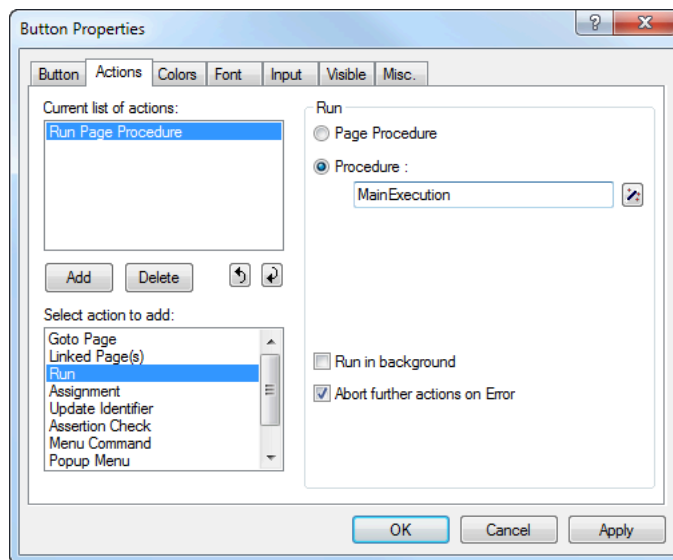 Button Properties
?
Button Actions Colors Font Input Visible Misc.
Current list of actions:
Run Page Procedure
Add Delete
Select action to add:
Goto Page
Linked Page(s)
Run
Assignment
Update Identifier
Assertion Check
Menu Command
Popup Menu
Run
Page Procedure
Procedure :
MainExecution
Run in background
Abort further actions on Error
OK Cancel Apply